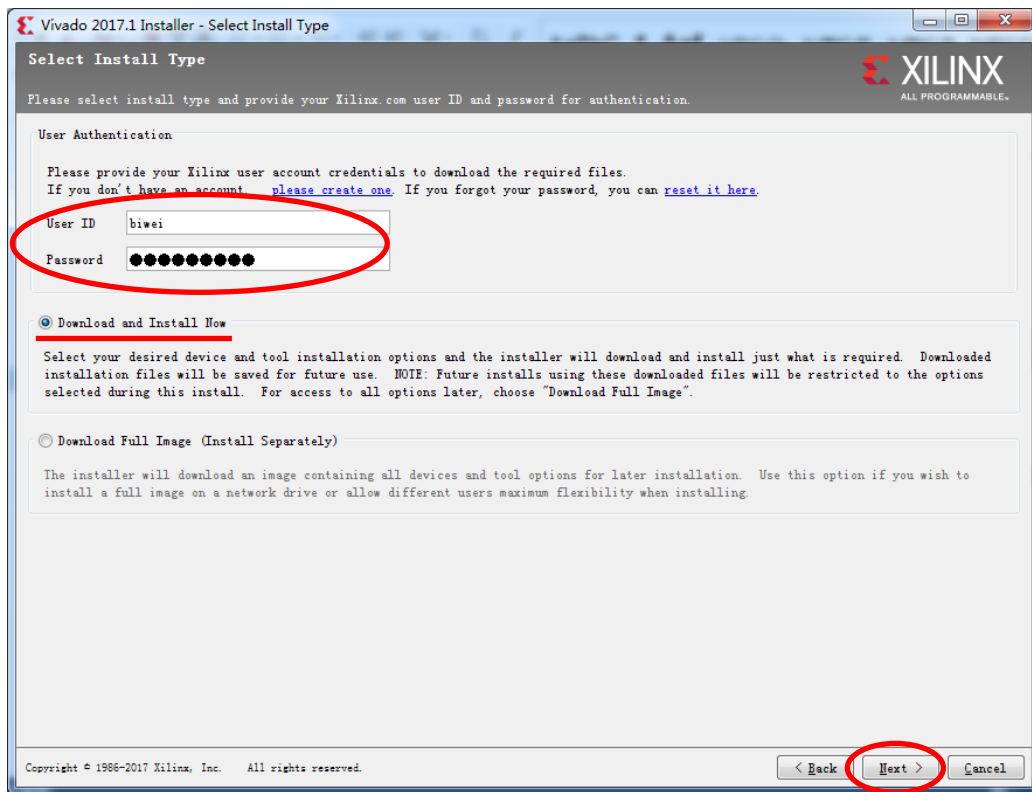 Vivado 2017.1 Installer - Select Install Type
Select Install Type
XILINX
ALL PROGRAMMABLE
Please select install type and provide your Xilinx.com user ID and password for authentication.
User Authentication
Please provide your Xilinx user account credentials to download the required files.
If you don't have an account, please create one. If you forgot your password, you can reset it here.
User ID biwei
Password ●●●●●●●●●
Download and Install Now
Select your desired device and tool installation options and the installer will download and install just what is required. Downloaded
installation files will be saved for future use. NOTE: Future installs using these downloaded files will be restricted to the options
selected during this install. For access to all options later, choose "Download Full Image".
Download Full Image (Install Separately)
The installer will download an image containing all devices and tool options for later installation. Use this option if you wish to
install a full image on a network drive or allow different users maximum flexibility when installing.
Copyright © 1986-2017 Xilinx, Inc. All rights reserved.
< Back Next > Cancel